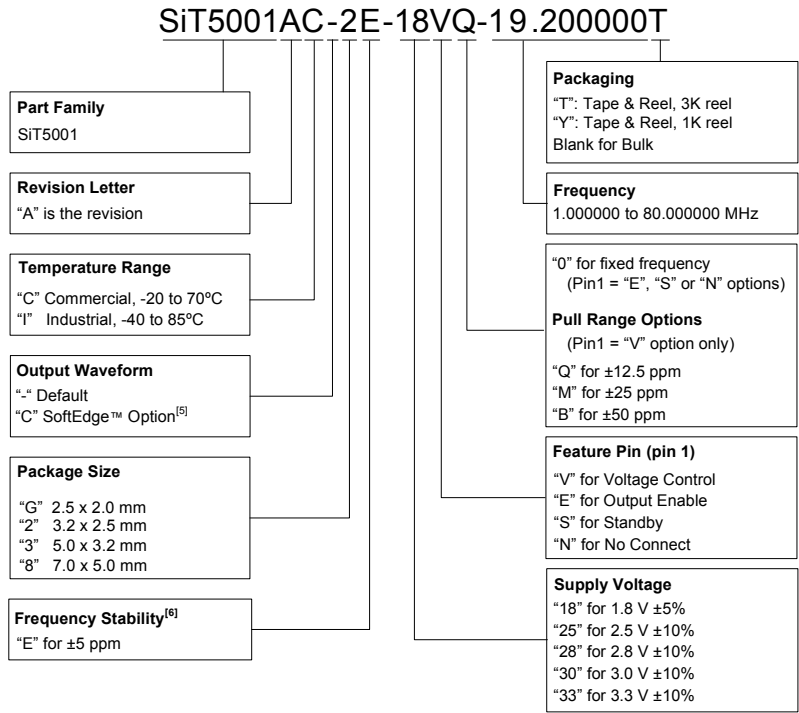 SiT5001AC-2E-18VQ-19.200000T
Part Family
SiT5001
Revision Letter
“A” is the revision
Temperature Range
“C” Commercial, -20 to 70ºC
“I” Industrial, -40 to 85ºC
Output Waveform
“-“ Default
“C” SoftEdge™ Option[5]
Package Size
“G” 2.5 x 2.0 mm
“2” 3.2 x 2.5 mm
“3” 5.0 x 3.2 mm
“8” 7.0 x 5.0 mm
Frequency Stability[6]
“E” for ±5 ppm
Packaging
“T”: Tape & Reel, 3K reel
“Y”: Tape & Reel, 1K reel
Blank for Bulk
Frequency
1.000000 to 80.000000 MHz
“0” for fixed frequency
(Pin1 = “E”, “S” or “N” options)
Pull Range Options
(Pin1 = “V” option only)
“Q” for ±12.5 ppm
“M” for ±25 ppm
“B” for ±50 ppm
Feature Pin (pin 1)
“V” for Voltage Control
“E” for Output Enable
“S” for Standby
“N” for No Connect
Supply Voltage
“18” for 1.8 V ±5%
“25” for 2.5 V ±10%
“28” for 2.8 V ±10%
“30” for 3.0 V ±10%
“33” for 3.3 V ±10%